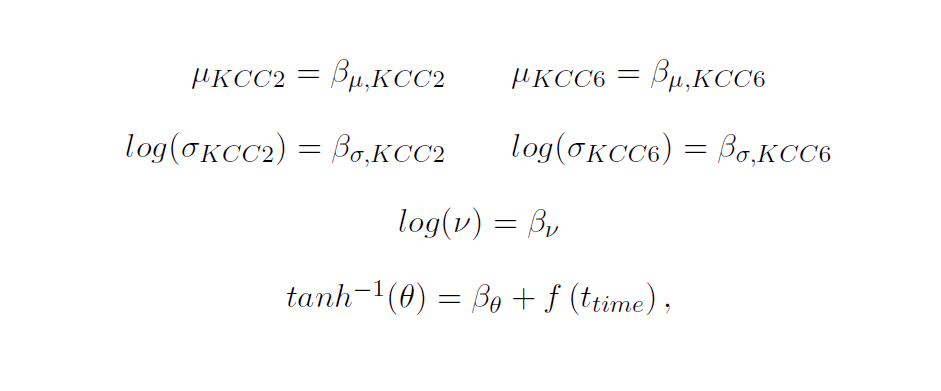 μ_{KCC2} = β_{μ,KCC2}    μ_{KCC6} = β_{μ,KCC6}
log(σ_{KCC2}) = β_{σ,KCC2}    log(σ_{KCC6}) = β_{σ,KCC6}
log(ν) = β_ν
tanh^{−1}(θ) = β_θ + f (t_{time}) ,